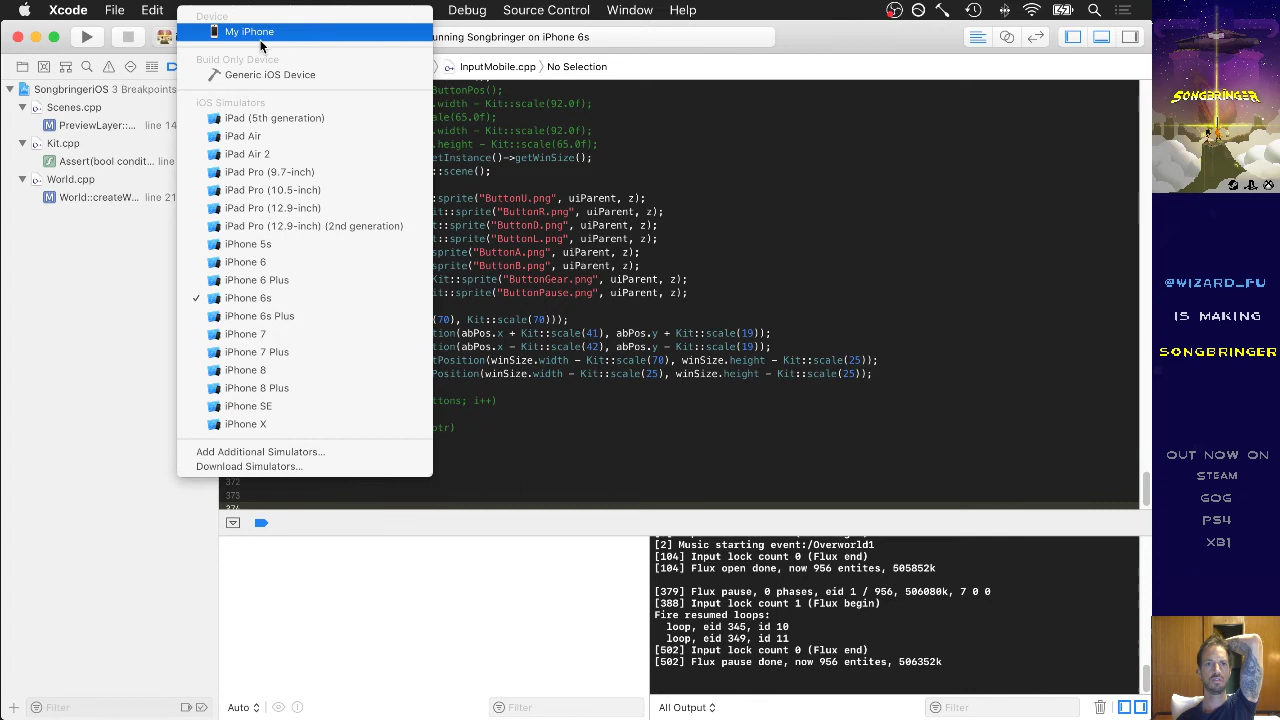 Xcode File Edit Debug Source Control Window Help
Device
My iPhone
Build Only Device
Generic iOS Device
iOS Simulators
iPad (5th generation)
iPad Air
iPad Air 2
iPad Pro (9.7-inch)
iPad Pro (10.5-inch)
iPad Pro (12.9-inch)
iPad Pro (12.9-inch) (2nd generation)
iPhone 5s
iPhone 6
iPhone 6 Plus
✓ iPhone 6s
iPhone 6s Plus
iPhone 7
iPhone 7 Plus
iPhone 8
iPhone 8 Plus
iPhone SE
iPhone X
Add Additional Simulators...
Download Simulators...
unning Songbringer on iPhone 6s
InputMobile.cpp No Selection
SongbringeriOS 3 Breakpoints
Scenes.cpp
PreviewLayer:: line 14
Kit.cpp
Assert(bool condit... line
World.cpp
World::createW... line 21
ButtonPos();
.width - Kit::scale(92.0f);
cale(65.0f);
.width - Kit::scale(92.0f);
.height - Kit::scale(65.0f);
etInstance()->getWinSize();
::scene();
:sprite("ButtonU.png", uiParent, z);
it::sprite("ButtonR.png", uiParent, z);
t::sprite("ButtonD.png", uiParent, z);
t::sprite("ButtonL.png", uiParent, z);
sprite("ButtonA.png", uiParent, z);
sprite("ButtonB.png", uiParent, z);
Kit::sprite("ButtonGear.png", uiParent, z);
it::sprite("ButtonPause.png", uiParent, z);
(70), Kit::scale(70)));
tion(abPos.x + Kit::scale(41), abPos.y + Kit::scale(19));
tion(abPos.x - Kit::scale(42), abPos.y - Kit::scale(19));
tPosition(winSize.width - Kit::scale(70), winSize.height - Kit::scale(25));
Position(winSize.width - Kit::scale(25), winSize.height - Kit::scale(25));
tons; i++)
tr)
372
373
374
[2] Music starting event:/Overworld1
[104] Input lock count 0 (Flux end)
[104] Flux open done, now 956 entites, 505852k
[379] Flux pause, 0 phases, eid 1 / 956, 506080k, 7 0 0
[388] Input lock count 1 (Flux begin)
Fire resumed loops:
loop, eid 345, id 10
loop, eid 349, id 11
[502] Input lock count 0 (Flux end)
[502] Flux pause done, now 956 entites, 506352k
Filter
Auto
Filter
All Output
Filter
SONGBRINGER
@WIZARD_FU
IS MAKING
SONGBRINGER
OUT NOW ON
STEAM
GOG
PS4
XB1